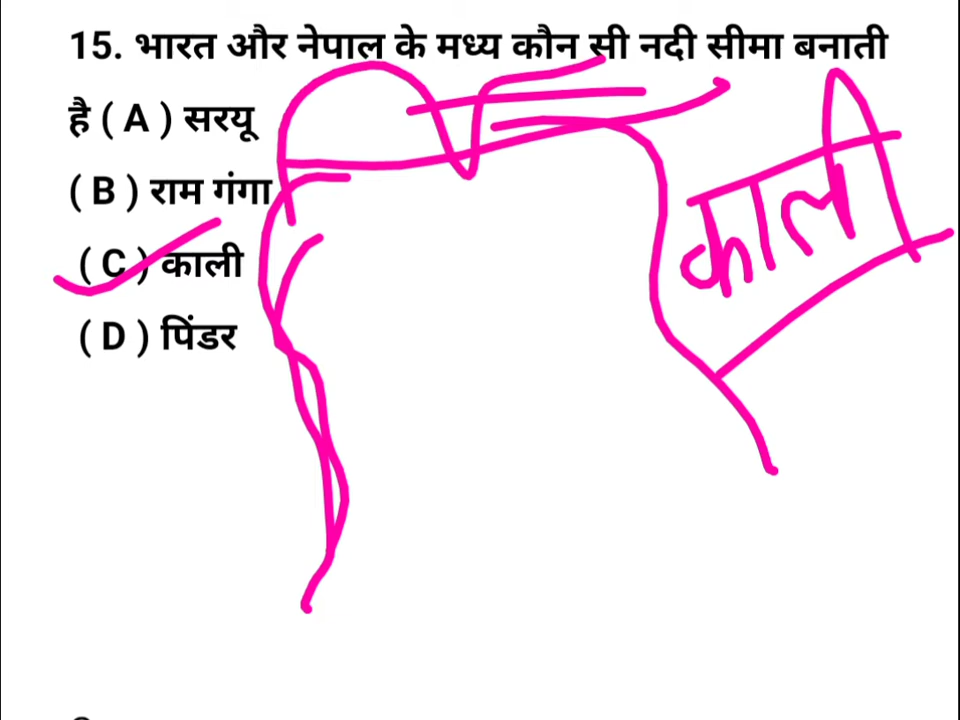 15. भारत और नेपाल के मध्य कौन सी नदी सीमा बनाती
है ( A ) सरयू
( B ) राम गंगा
( C ) काली
( D ) पिंडर
काली